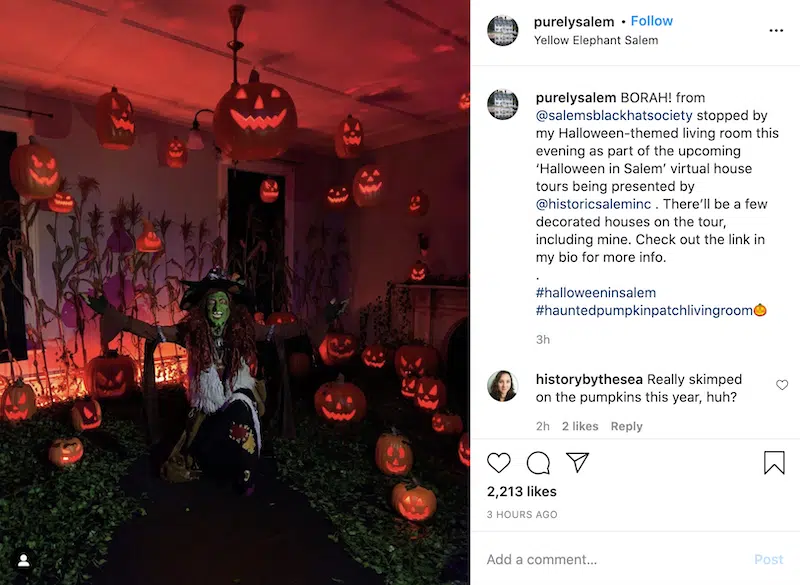 purelysalem • Follow
Yellow Elephant Salem
purelysalem BORAH! from
@salemsblackhatsociety stopped by
my Halloween-themed living room this
evening as part of the upcoming
‘Halloween in Salem’ virtual house
tours being presented by
@historicsaleminc . There’ll be a few
decorated houses on the tour,
including mine. Check out the link in
my bio for more info.
.
#halloweeninsalem
#hauntedpumpkinpatchlivingroom🎃
3h
historybythesea Really skimped
on the pumpkins this year, huh?
2h 2 likes Reply
2,213 likes
3 HOURS AGO
Add a comment... Post